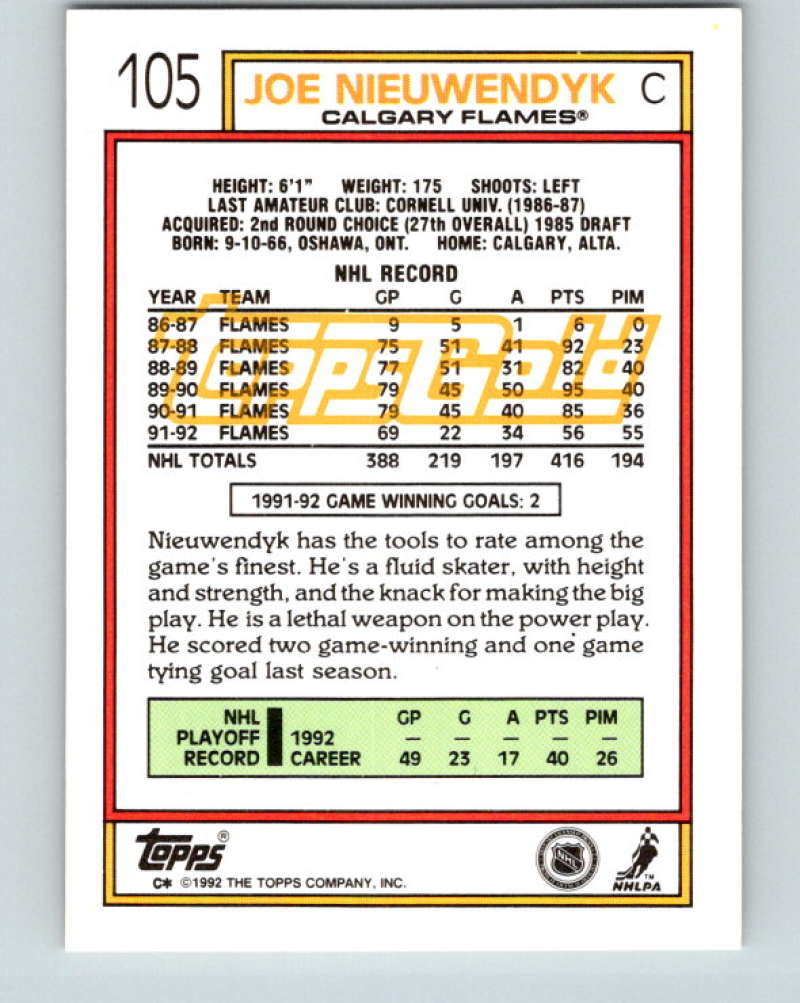 105 JOE NIEUWENDYK C
CALGARY FLAMES®
HEIGHT: 6'1" WEIGHT: 175 SHOOTS: LEFT
LAST AMATEUR CLUB: CORNELL UNIV. (1986-87)
ACQUIRED: 2nd ROUND CHOICE (27th OVERALL) 1985 DRAFT
BORN: 9-10-66, OSHAWA, ONT. HOME: CALGARY, ALTA.
NHL RECORD
YEAR TEAM GP G A PTS PIM
86-87 FLAMES 9 5 1 6 0
87-88 FLAMES 75 51 41 92 23
88-89 FLAMES 77 51 31 82 40
89-90 FLAMES 79 45 50 95 40
90-91 FLAMES 79 45 40 85 36
91-92 FLAMES 69 22 34 56 55
ToppsGold
NHL TOTALS 388 219 197 416 194
1991-92 GAME WINNING GOALS: 2
Nieuwendyk has the tools to rate among the
game's finest. He's a fluid skater, with height
and strength, and the knack for making the big
play. He is a lethal weapon on the power play.
He scored two game-winning and one game
tying goal last season.
NHL GP G A PTS PIM
PLAYOFF 1992 — — — — —
RECORD CAREER 49 23 17 40 26
TOPPS®
C* ©1992 THE TOPPS COMPANY, INC.
NHL
TM
NHLPA